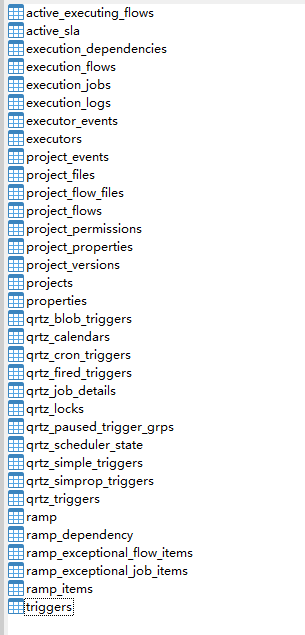 active_executing_flows
active_sla
execution_dependencies
execution_flows
execution_jobs
execution_logs
executor_events
executors
project_events
project_files
project_flow_files
project_flows
project_permissions
project_properties
project_versions
projects
properties
qrtz_blob_triggers
qrtz_calendars
qrtz_cron_triggers
qrtz_fired_triggers
qrtz_job_details
qrtz_locks
qrtz_paused_trigger_grps
qrtz_scheduler_state
qrtz_simple_triggers
qrtz_simprop_triggers
qrtz_triggers
ramp
ramp_dependency
ramp_exceptional_flow_items
ramp_exceptional_job_items
ramp_items
triggers